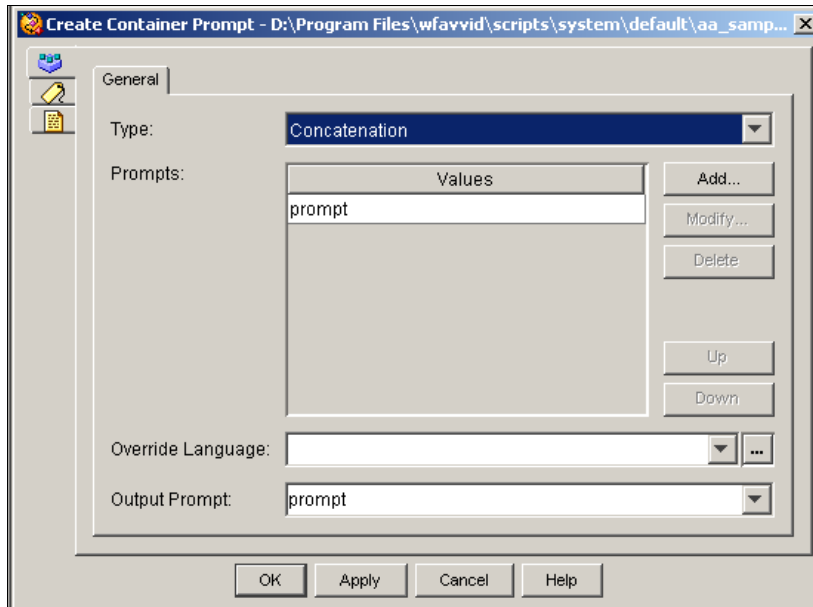 Create Container Prompt - D:\Program Files\wfavvid\scripts\system\default\aa_samp...
General
Type:
Concatenation
Prompts:
Values
Add...
prompt
Modify...
Delete
Up
Down
Override Language:
...
Output Prompt:
prompt
OK
Apply
Cancel
Help